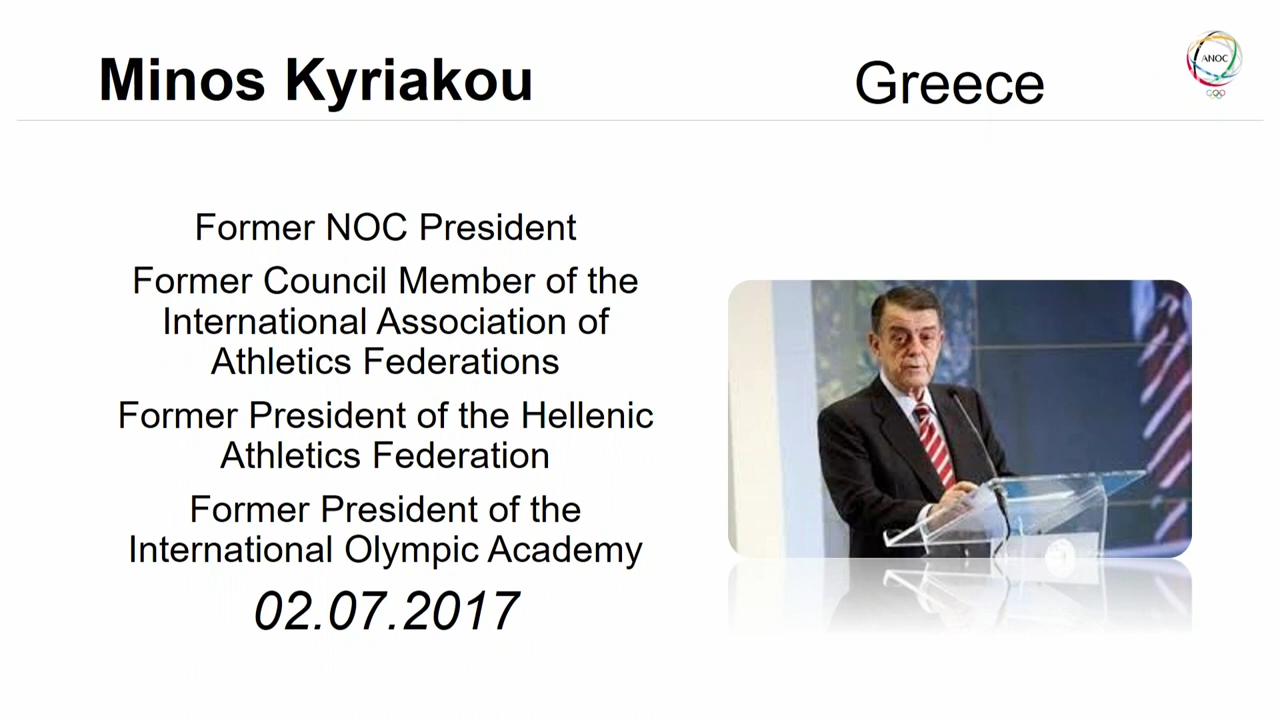 Minos Kyriakou
Greece
ANOC
Former NOC President
Former Council Member of the
International Association of
Athletics Federations
Former President of the Hellenic
Athletics Federation
Former President of the
International Olympic Academy
02.07.2017